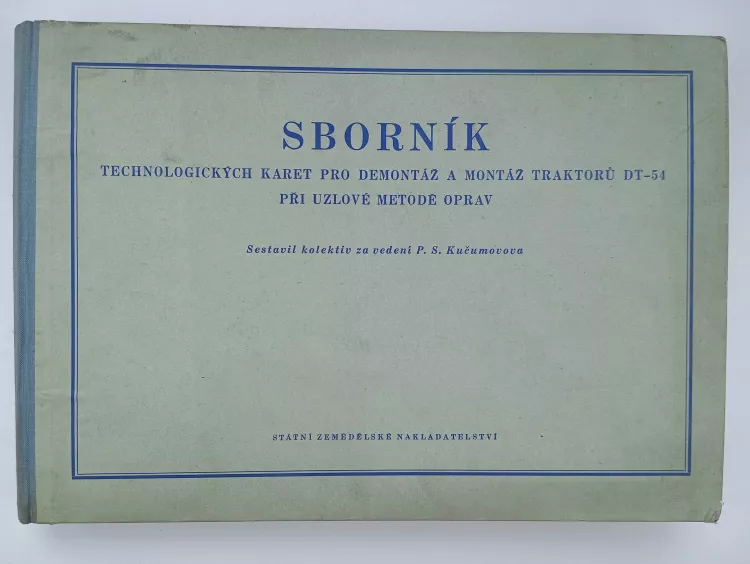 SBORNÍK
TECHNOLOGICKÝCH KARET PRO DEMONTÁŽ A MONTÁŽ TRAKTORŮ DT-54
PŘI UZLOVÉ METODĚ OPRAV
Sestavil kolektiv za vedení P. S. Kučumovova
STÁTNÍ ZEMĚDĚLSKÉ NAKLADATELSTVÍ